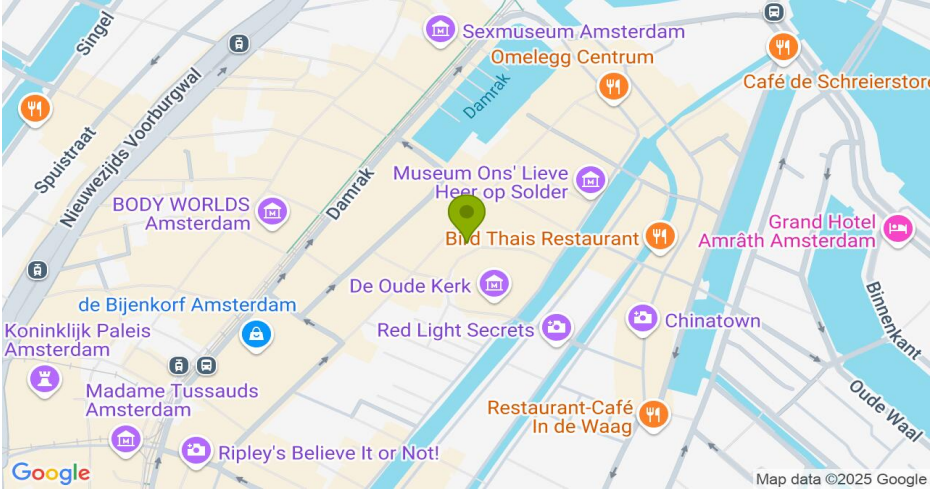 Singel
Sexmuseum Amsterdam
Omelegg Centrum
Café de Schreierstore
Damrak
Spuistraat
Nieuwezijds Voorburgwal
Museum Ons' Lieve
Heer op Solder
BODY WORLDS
Amsterdam
Damrak
Bird Thais Restaurant
Grand Hotel
Amrâth Amsterdam
De Oude Kerk
de Bijenkorf Amsterdam
Koninklijk Paleis
Amsterdam
Red Light Secrets
Chinatown
Binnenkant
Madame Tussauds
Amsterdam
Restaurant-Café
In de Waag
Oude Waal
Ripley's Believe It or Not!
Google
Map data ©2025 Google